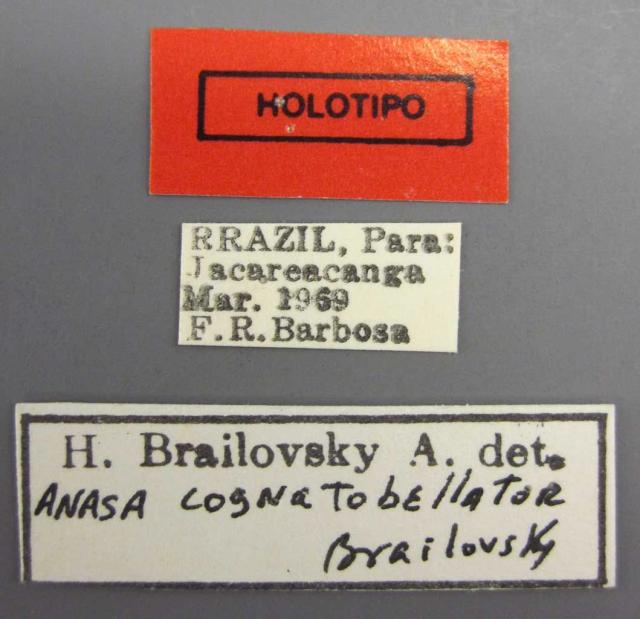 HOLOTIPO
RRAZIL, Para:
Jacareacanga
Mar. 1969
F.R.Barbosa
H. Brailovsky A. det.
ANASA cogNaTobEllATOR
Brailovsky